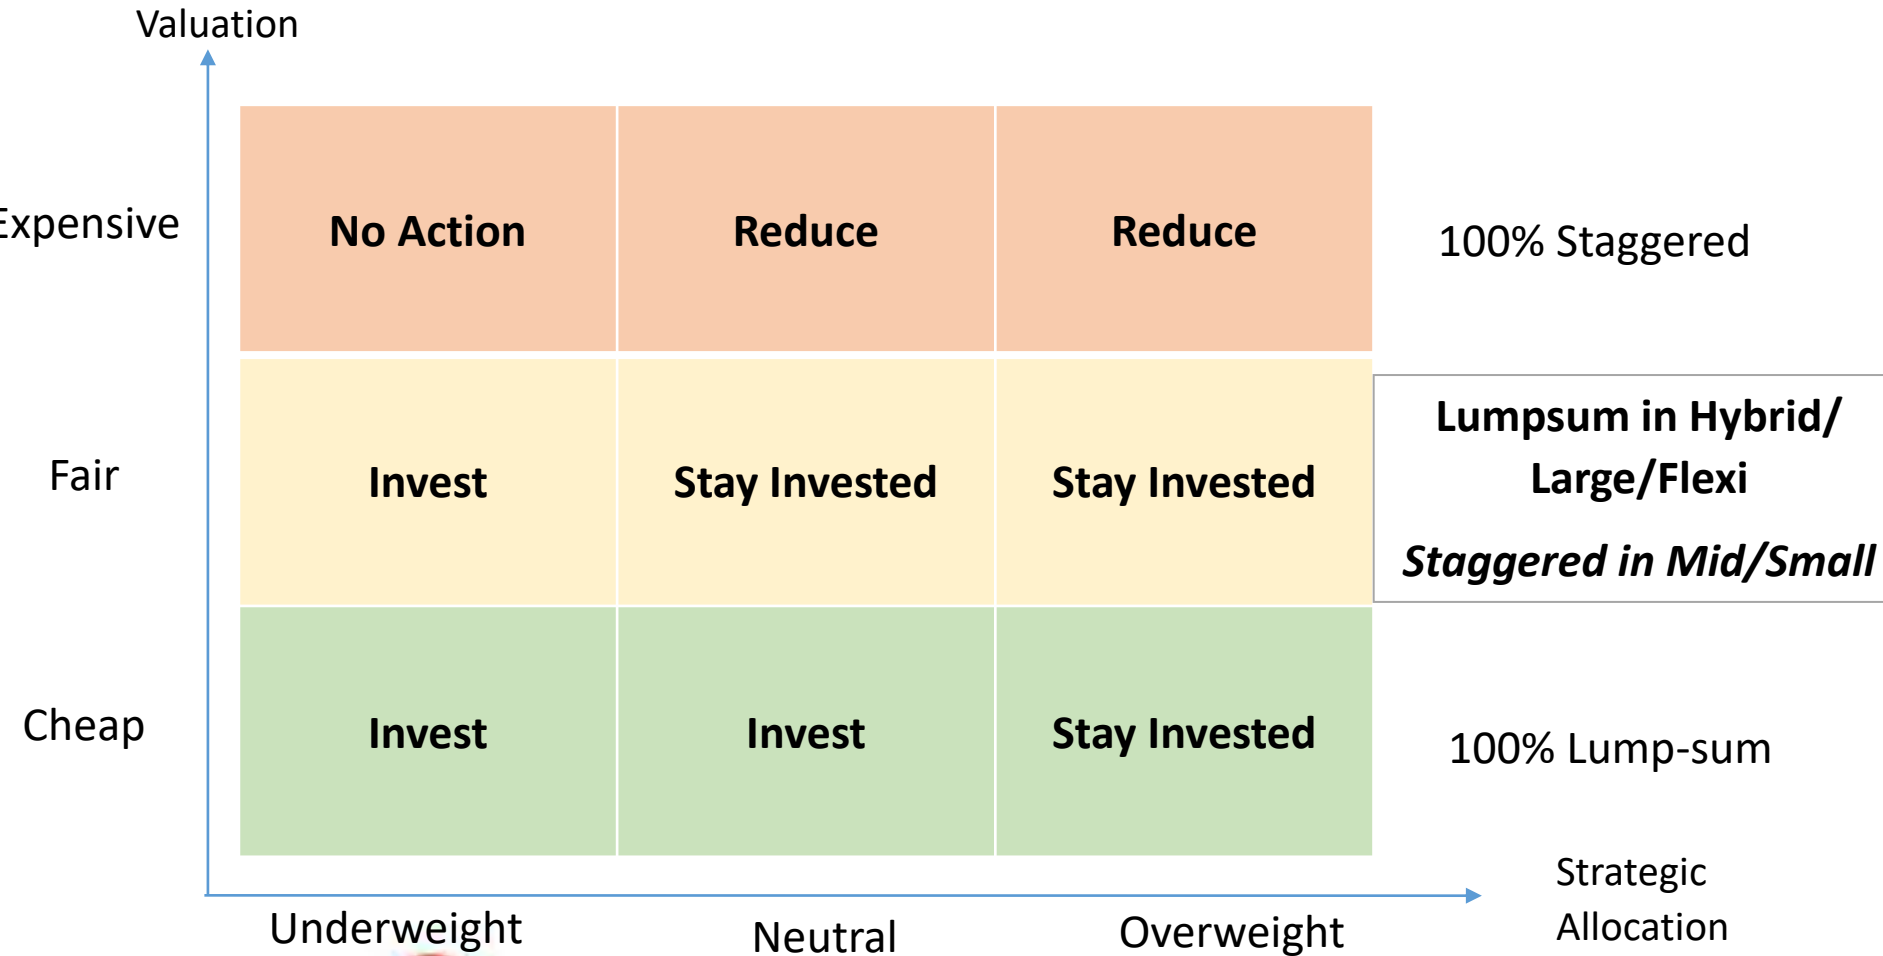 Valuation
Expensive
No Action
Reduce
Reduce
100% Staggered
Fair
Invest
Stay Invested
Stay Invested
Lumpsum in Hybrid/
Large/Flexi
Staggered in Mid/Small
Cheap
Invest
Invest
Stay Invested
100% Lump-sum
Underweight
Neutral
Overweight
Strategic
Allocation